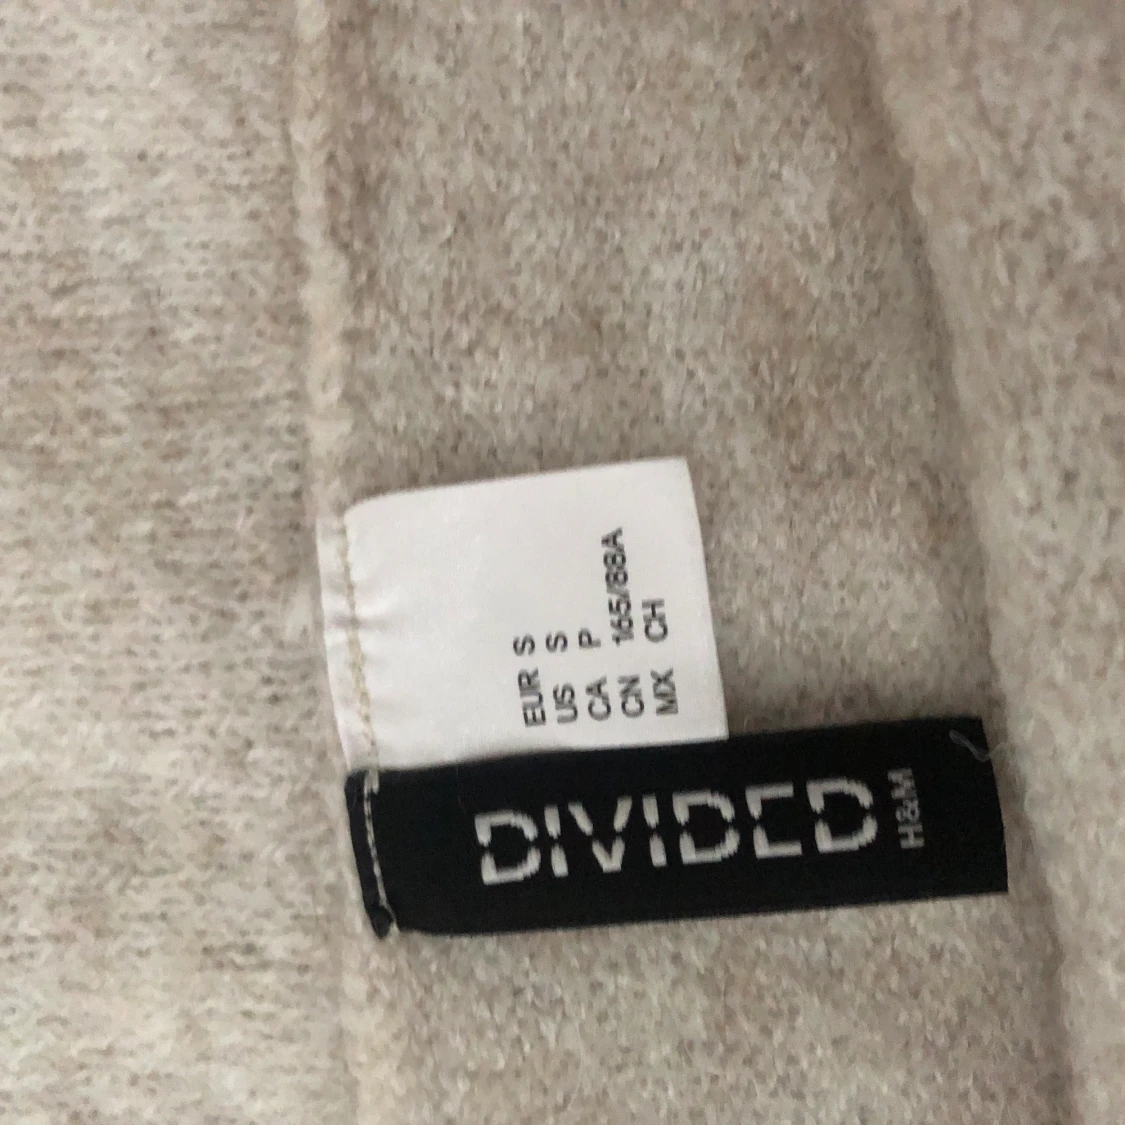 EUR S
US S
CA P
CN 165/88A
MX CH
DIVIDED
H&M